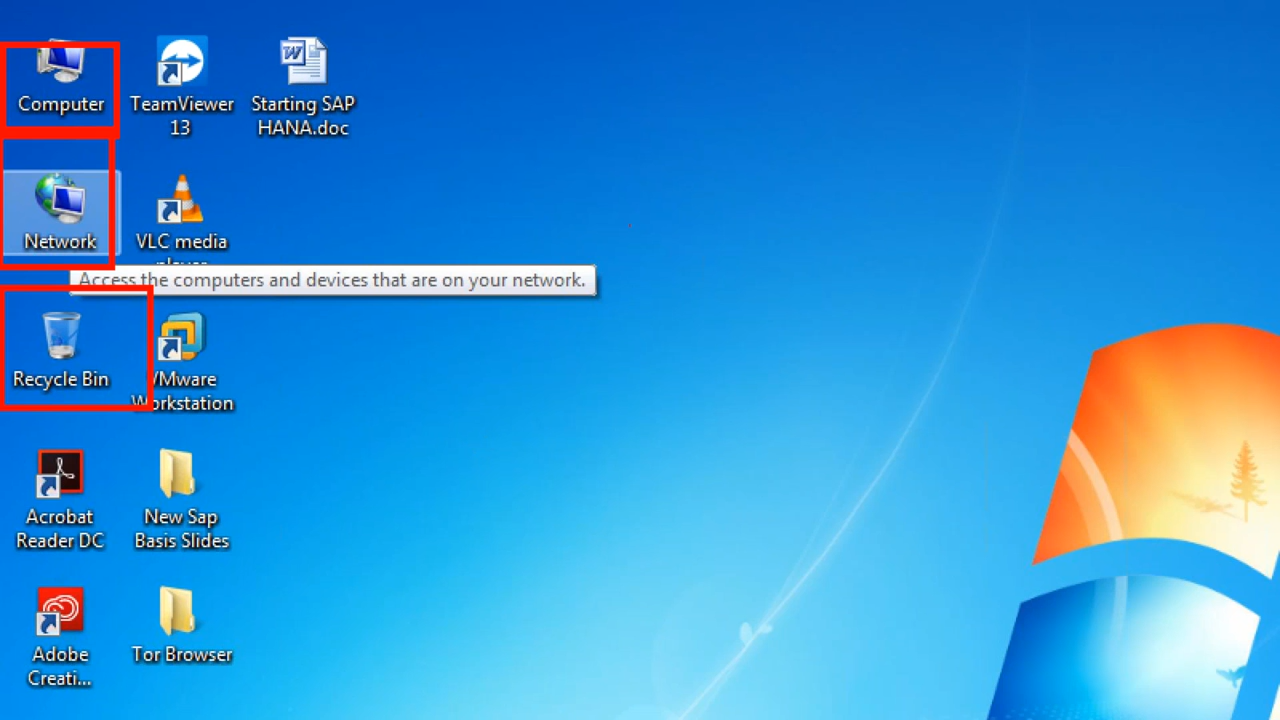 Computer
TeamViewer
13
Starting SAP
HANA.doc
Network
VLC media
player
Access the computers and devices that are on your network.
Recycle Bin
VMware
Workstation
Acrobat
Reader DC
New Sap
Basis Slides
Adobe
Creati...
Tor Browser